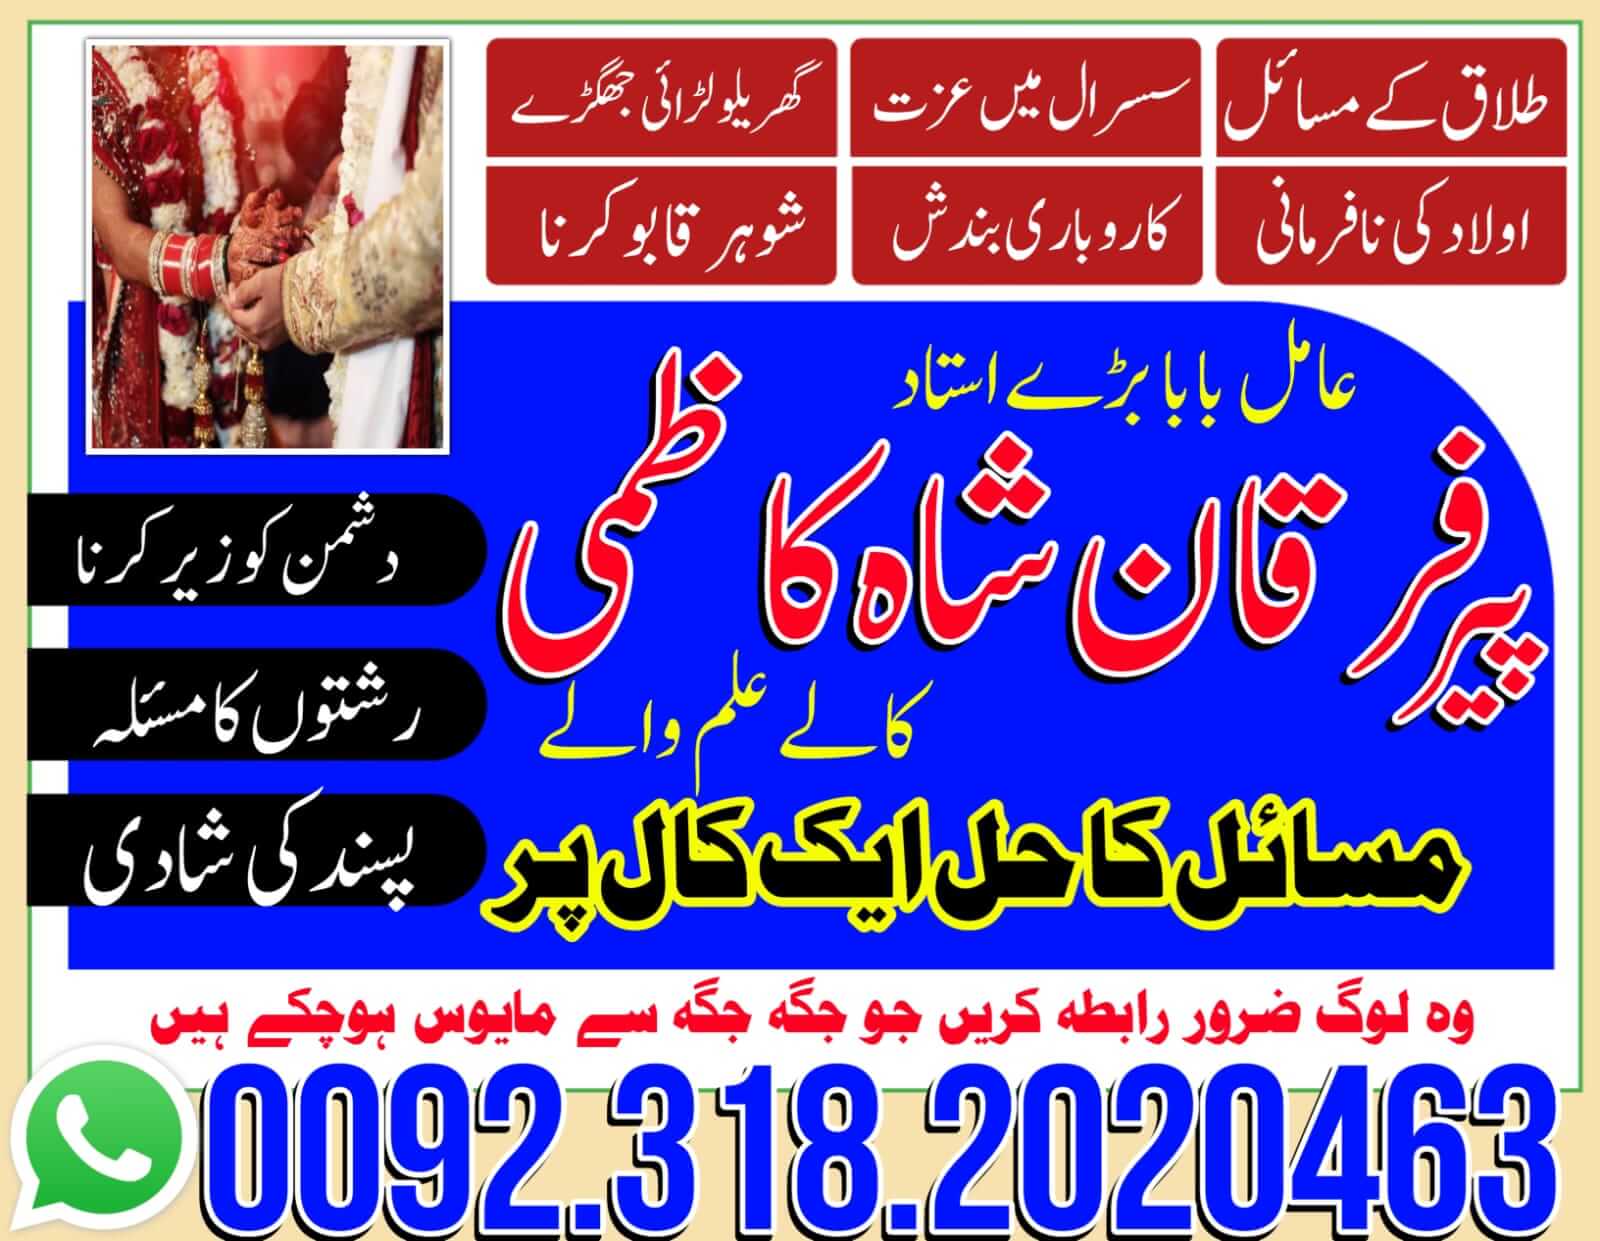 طلاق کے مسائل
سسرال میں عزت
گھریلو لڑائی جھگڑے
اولاد کی نافرمانی
کاروباری بندش
شوہر قابو کرنا
عامل بابا بڑے استاد
پیر فرقان شاہ کاظمی
کالے علم والے
دشمن کو زیر کرنا
رشتوں کا مسئلہ
پسند کی شادی
مسائل کا حل ایک کال پر
وہ لوگ ضرور رابطہ کریں جو جگہ جگہ سے مایوس ہوچکے ہیں
0092.318.2020463